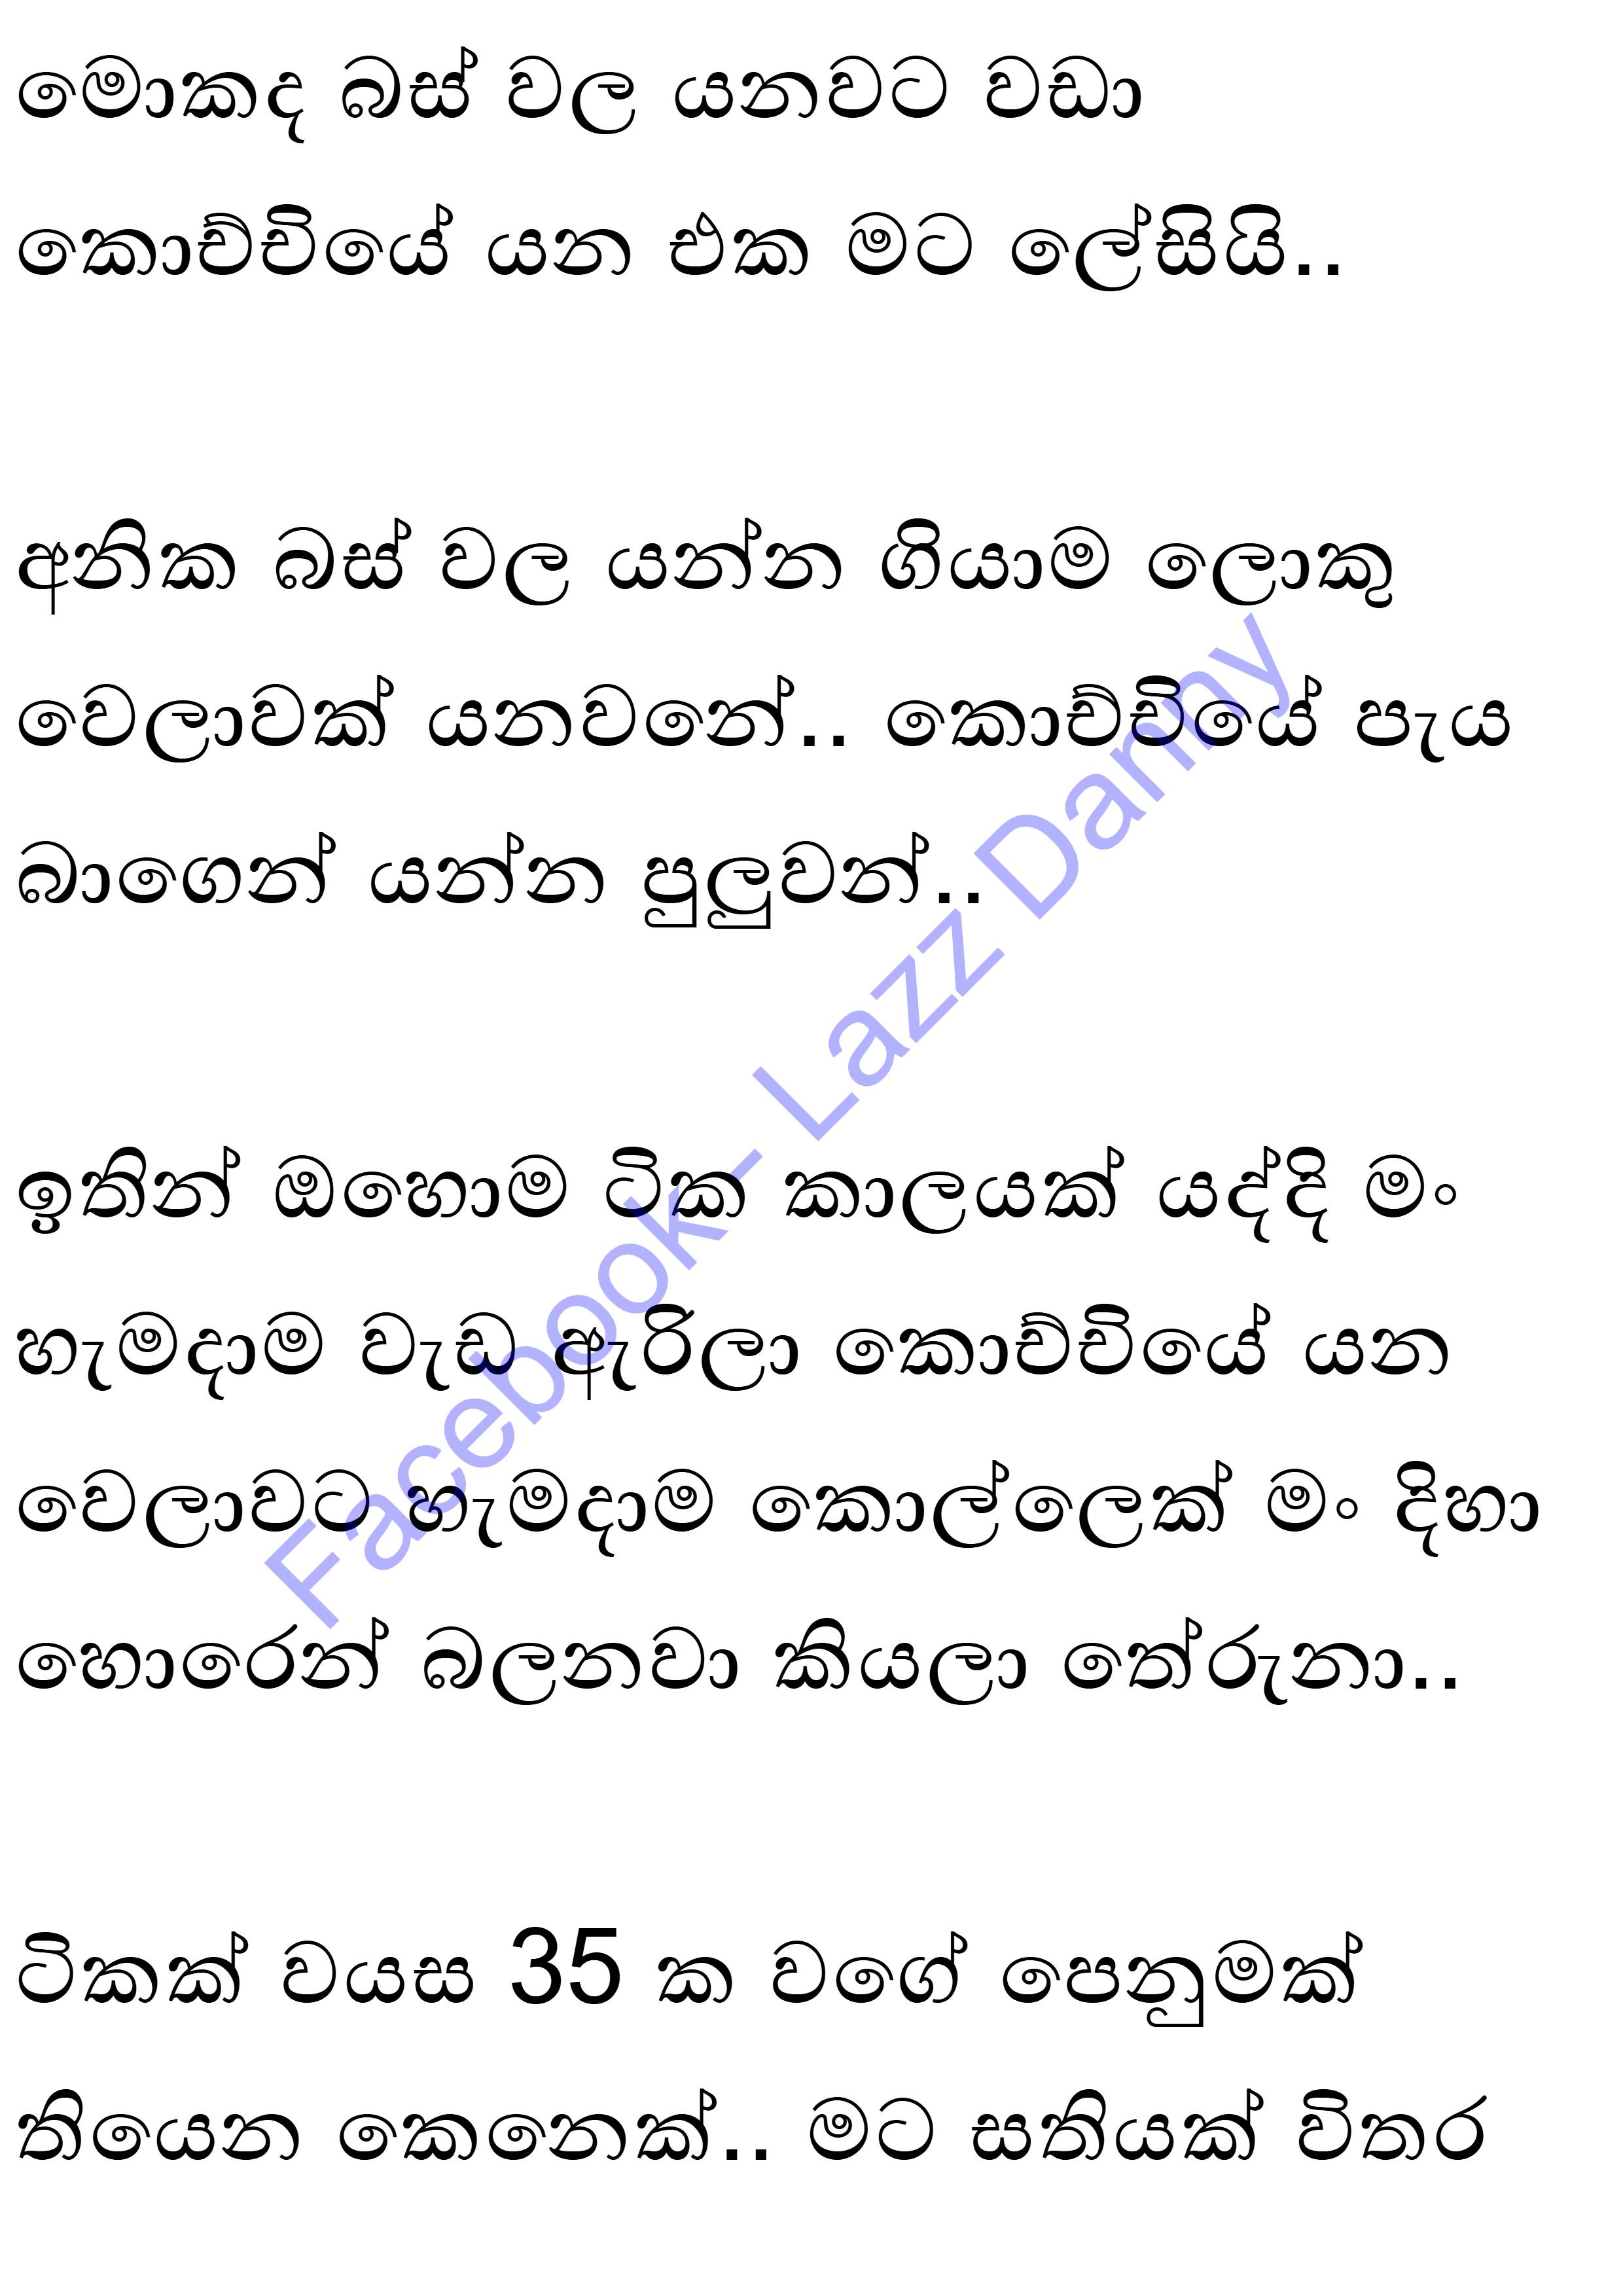 මොකද බස් වල යනවට වඩා
කොච්චියේ යන එක මට ලේසියි..
අනික බස් වල යන්න ගියාම ලොකු
වෙලාවක් යනවනේ.. කොච්චියේ පැය
බාගෙන් යන්න පුලුවන්..
ඉතින් ඔහොම ටික කාලයක් යද්දි මං
හැමදාම වැඩ ඇරිලා කොච්චියේ යන
වෙලාවට හැමදාම කොල්ලෙක් මං දිහා
හොරෙන් බලනවා කියලා තේරුනා..
ටිකක් වයස 35 ක වගේ පෙනුමක්
තියෙන කෙනෙක්.. මට සතියක් විතර
Facebook- Lazz Danny